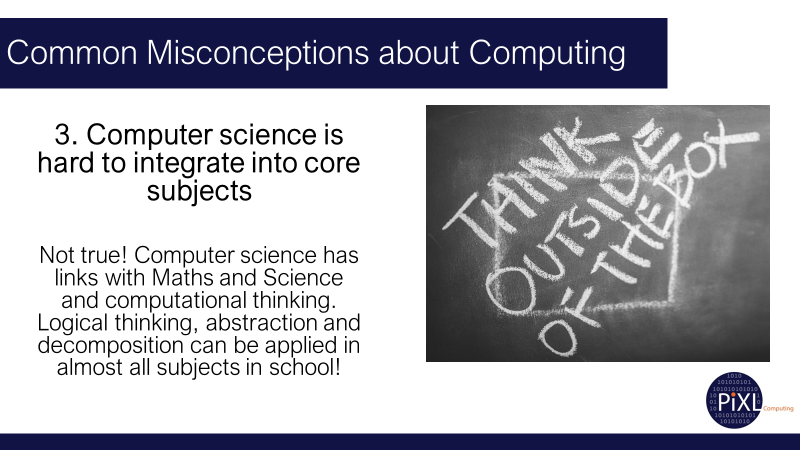 Common Misconceptions about Computing
3. Computer science is
hard to integrate into core
subjects
Not true! Computer science has
links with Maths and Science
and computational thinking.
Logical thinking, abstraction and
decomposition can be applied in
almost all subjects in school!
THINK
OUTSIDE
OF THE BOX
PiXL
Computing